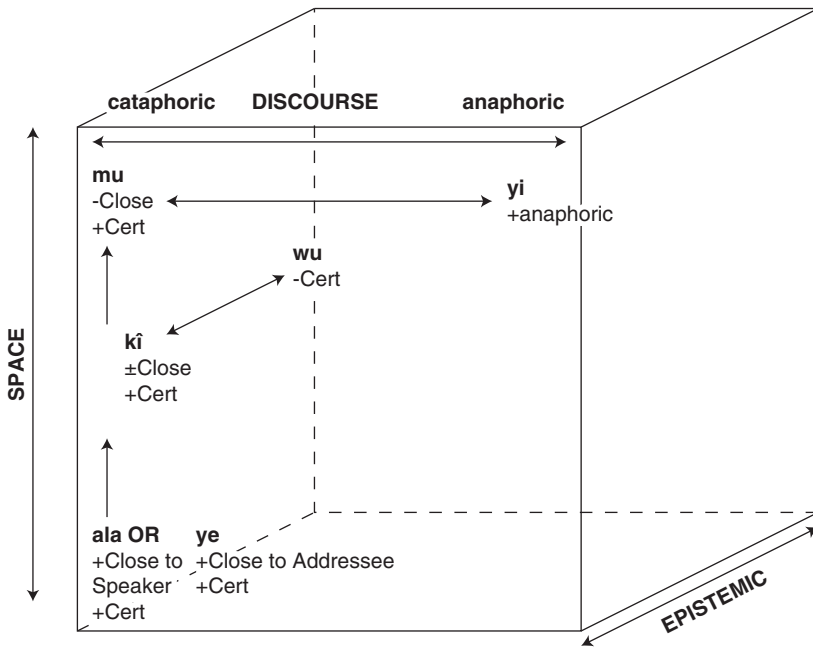 cataphoric DISCOURSE anaphoric
mu
-Close
+Cert
yi
+anaphoric
wu
-Cert
kî
±Close
+Cert
SPACE
ala OR ye
+Close to +Close to Addressee
Speaker +Cert
+Cert
EPISTEMIC